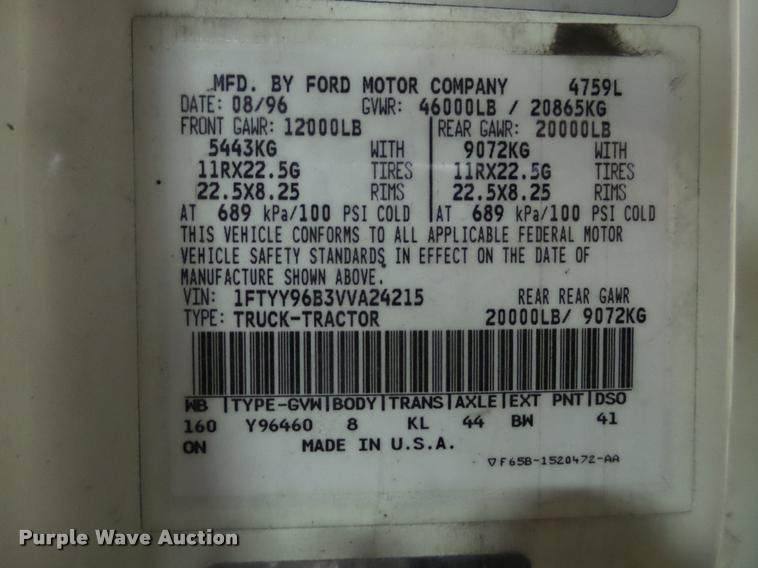 MFD. BY FORD MOTOR COMPANY 4759L
DATE: 08/96 GVWR: 46000LB / 20865KG
FRONT GAWR: 12000LB REAR GAWR: 20000LB
5443KG WITH 9072KG WITH
11RX22.5G TIRES 11RX22.5G TIRES
22.5X8.25 RIMS 22.5X8.25 RIMS
AT 689 kPa/100 PSI COLD AT 689 kPa/100 PSI COLD
THIS VEHICLE CONFORMS TO ALL APPLICABLE FEDERAL MOTOR
VEHICLE SAFETY STANDARDS IN EFFECT ON THE DATE OF
MANUFACTURE SHOWN ABOVE.
VIN: 1FTYY96B3VVA24215 REAR REAR GAWR
TYPE: TRUCK-TRACTOR 20000LB/ 9072KG
WB |TYPE-GVW|BODY|TRANS|AXLE|EXT PNT|DSO
160 Y96460 8 KL 44 BW 41
ON MADE IN U.S.A.
▽F65B-1520472-AA
Purple Wave Auction